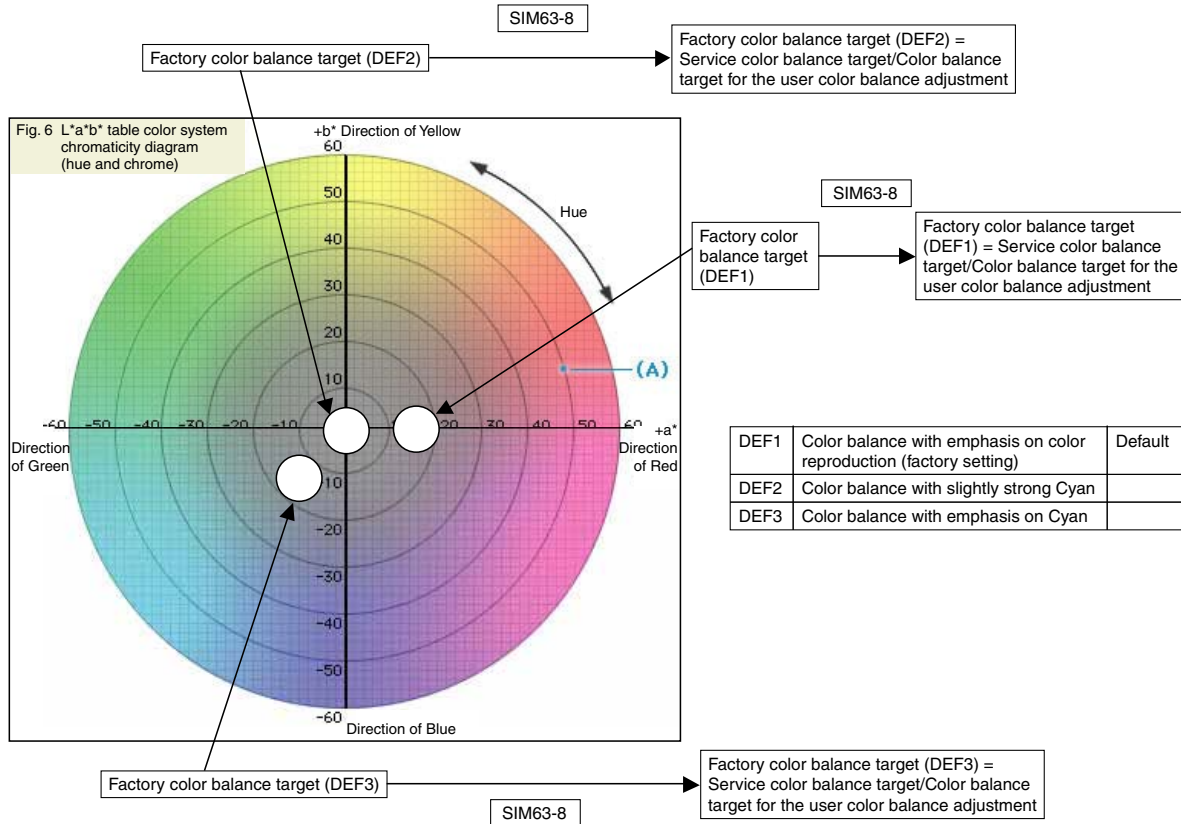 SIM63-8
Factory color balance target (DEF2)
Factory color balance target (DEF2) =
Service color balance target/Color balance
target for the user color balance adjustment
Fig. 6 L*a*b* table color system
chromaticity diagram
(hue and chrome)
+b* Direction of Yellow
60
50
40
30
20
10
Hue
SIM63-8
Factory color
balance target
(DEF1)
Factory color balance target
(DEF1) = Service color balance
target/Color balance target for the
user color balance adjustment
(A)
-60 -50 -40 -30 -20 -10 20 30 40 50 60 +a*
Direction
of Green
Direction
of Red
-10
-20
-30
-40
-50
-60
Direction of Blue
DEF1 Color balance with emphasis on color Default
reproduction (factory setting)
DEF2 Color balance with slightly strong Cyan
DEF3 Color balance with emphasis on Cyan
Factory color balance target (DEF3)
SIM63-8
Factory color balance target (DEF3) =
Service color balance target/Color balance
target for the user color balance adjustment